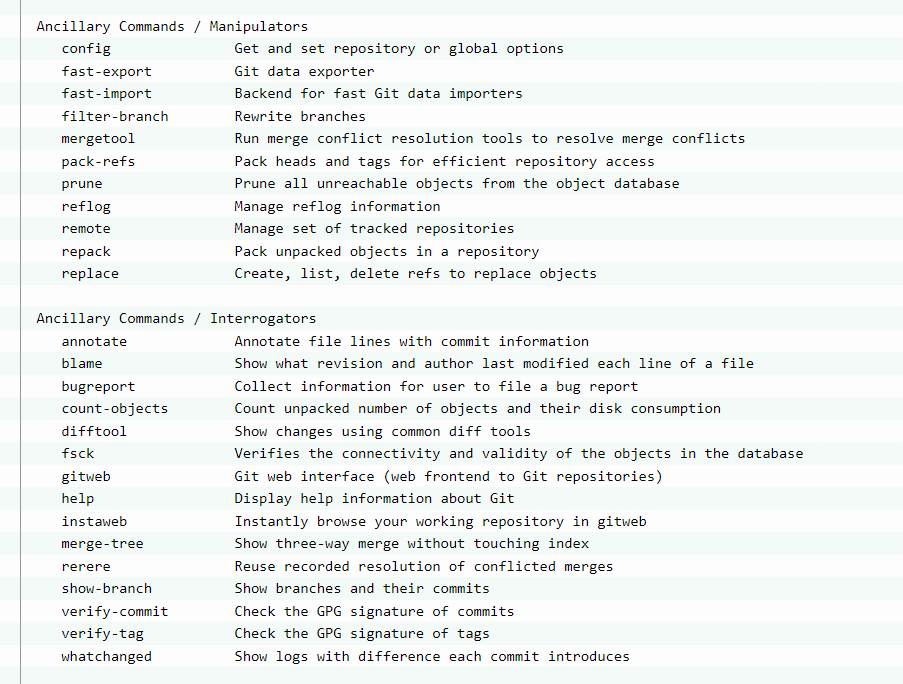 Ancillary Commands / Manipulators
config Get and set repository or global options
fast-export Git data exporter
fast-import Backend for fast Git data importers
filter-branch Rewrite branches
mergetool Run merge conflict resolution tools to resolve merge conflicts
pack-refs Pack heads and tags for efficient repository access
prune Prune all unreachable objects from the object database
reflog Manage reflog information
remote Manage set of tracked repositories
repack Pack unpacked objects in a repository
replace Create, list, delete refs to replace objects
Ancillary Commands / Interrogators
annotate Annotate file lines with commit information
blame Show what revision and author last modified each line of a file
bugreport Collect information for user to file a bug report
count-objects Count unpacked number of objects and their disk consumption
difftool Show changes using common diff tools
fsck Verifies the connectivity and validity of the objects in the database
gitweb Git web interface (web frontend to Git repositories)
help Display help information about Git
instaweb Instantly browse your working repository in gitweb
merge-tree Show three-way merge without touching index
rerere Reuse recorded resolution of conflicted merges
show-branch Show branches and their commits
verify-commit Check the GPG signature of commits
verify-tag Check the GPG signature of tags
whatchanged Show logs with difference each commit introduces